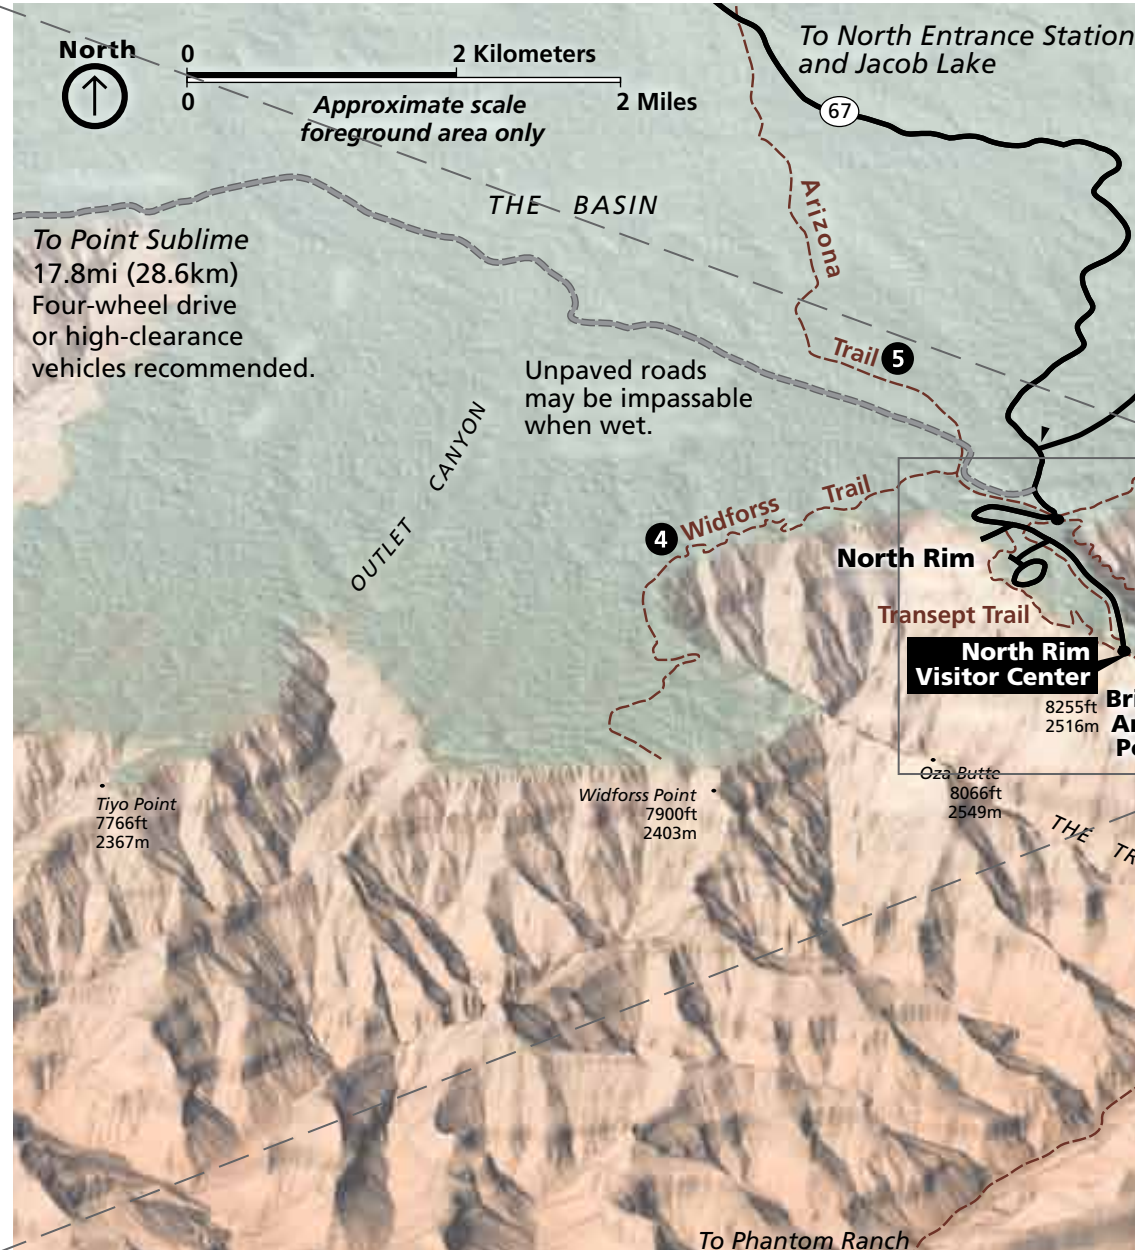 North
0
2 Kilometers
0
2 Miles
Approximate scale
foreground area only
To North Entrance Station
and Jacob Lake
67
THE BASIN
Arizona
Trail 5
To Point Sublime
17.8mi (28.6km)
Four-wheel drive
or high-clearance
vehicles recommended.
Unpaved roads
may be impassable
when wet.
OUTLET CANYON
4 Widforss Trail
North Rim
Transept Trail
North Rim
Visitor Center
8255ft
2516m
Bri
An
Po
Oza Butte
8066ft
2549m
Tiyo Point
7766ft
2367m
Widforss Point
7900ft
2403m
THE TR
To Phantom Ranch